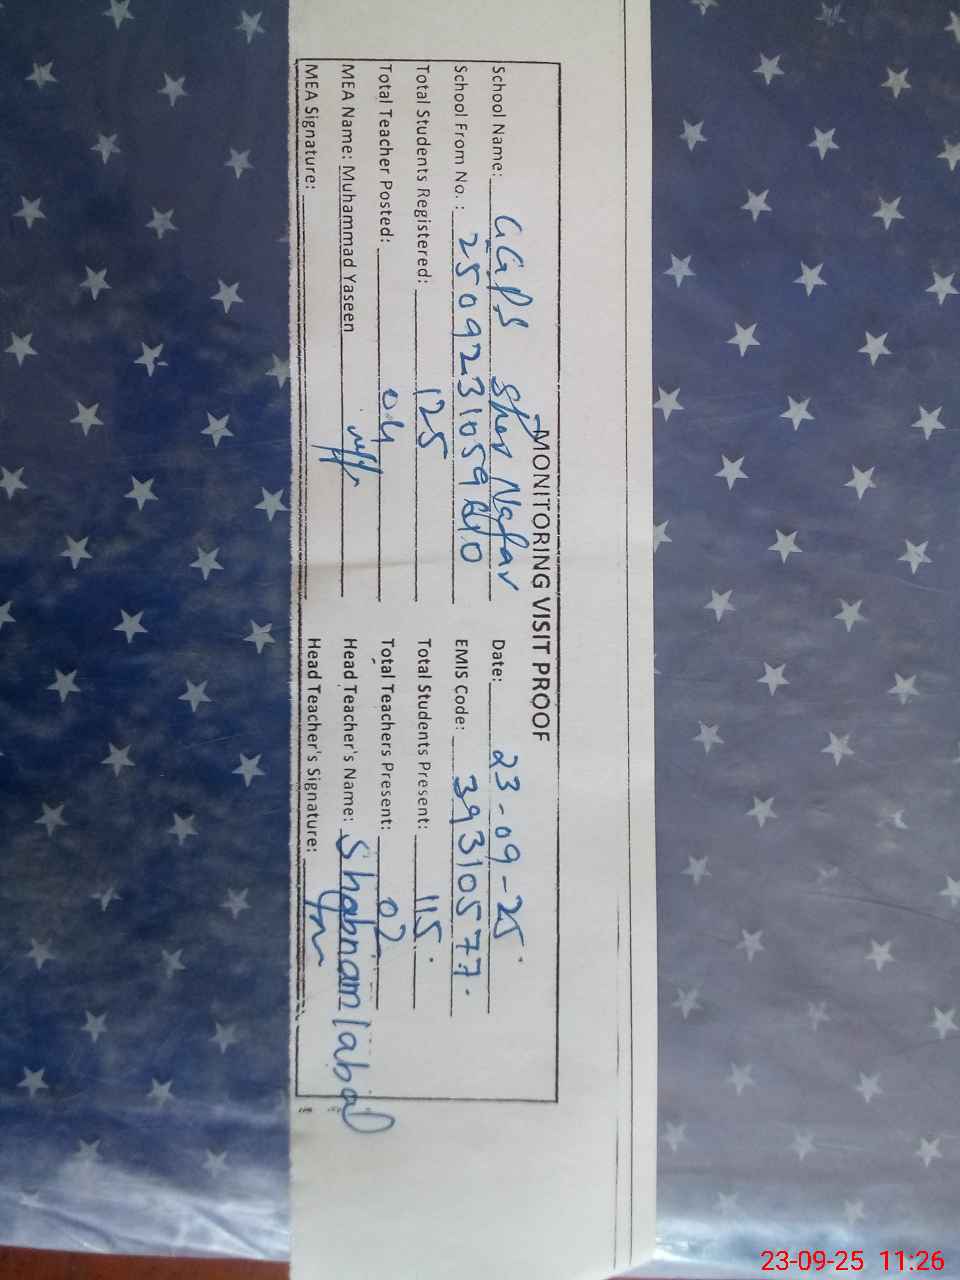 MONITORING VISIT PROOF
School Name: GGPS Sher Nafar Date: 23-09-25
School From No.: EMIS Code: 39310577.
Total Students Registered: 125 Total Students Present: 115.
Total Teacher Posted: 04 Total Teachers Present: 02
MEA Name: Muhammad Yaseen Head Teacher's Name: Shabnam Iabal
MEA Signature: Head Teacher's Signature:
23-09-25 11:26